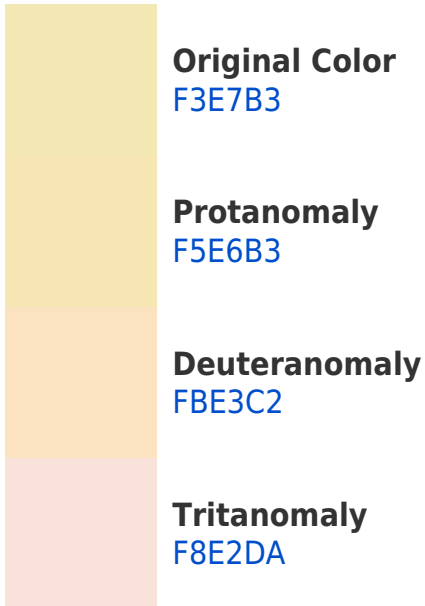 Original Color
F3E7B3
Protanomaly
F5E6B3
Deuteranomaly
FBE3C2
Tritanomaly
F8E2DA